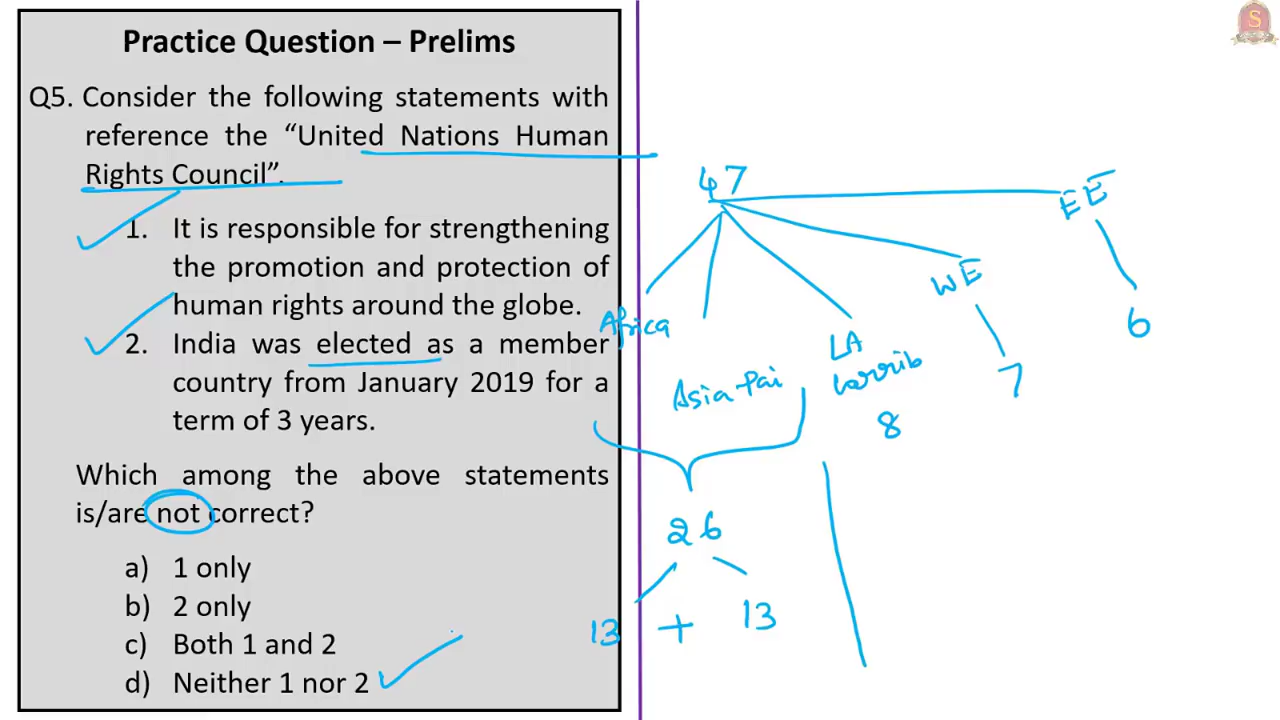 Practice Question – Prelims
Q5. Consider the following statements with
reference the “United Nations Human
Rights Council”.
1. It is responsible for strengthening
the promotion and protection of
human rights around the globe.
2. India was elected as a member
country from January 2019 for a
term of 3 years.
Which among the above statements
is/are not correct?
a) 1 only
b) 2 only
c) Both 1 and 2
d) Neither 1 nor 2
S
47
EE
WE
6
Africa
LA
7
Asia Pai
8
26
13 + 13